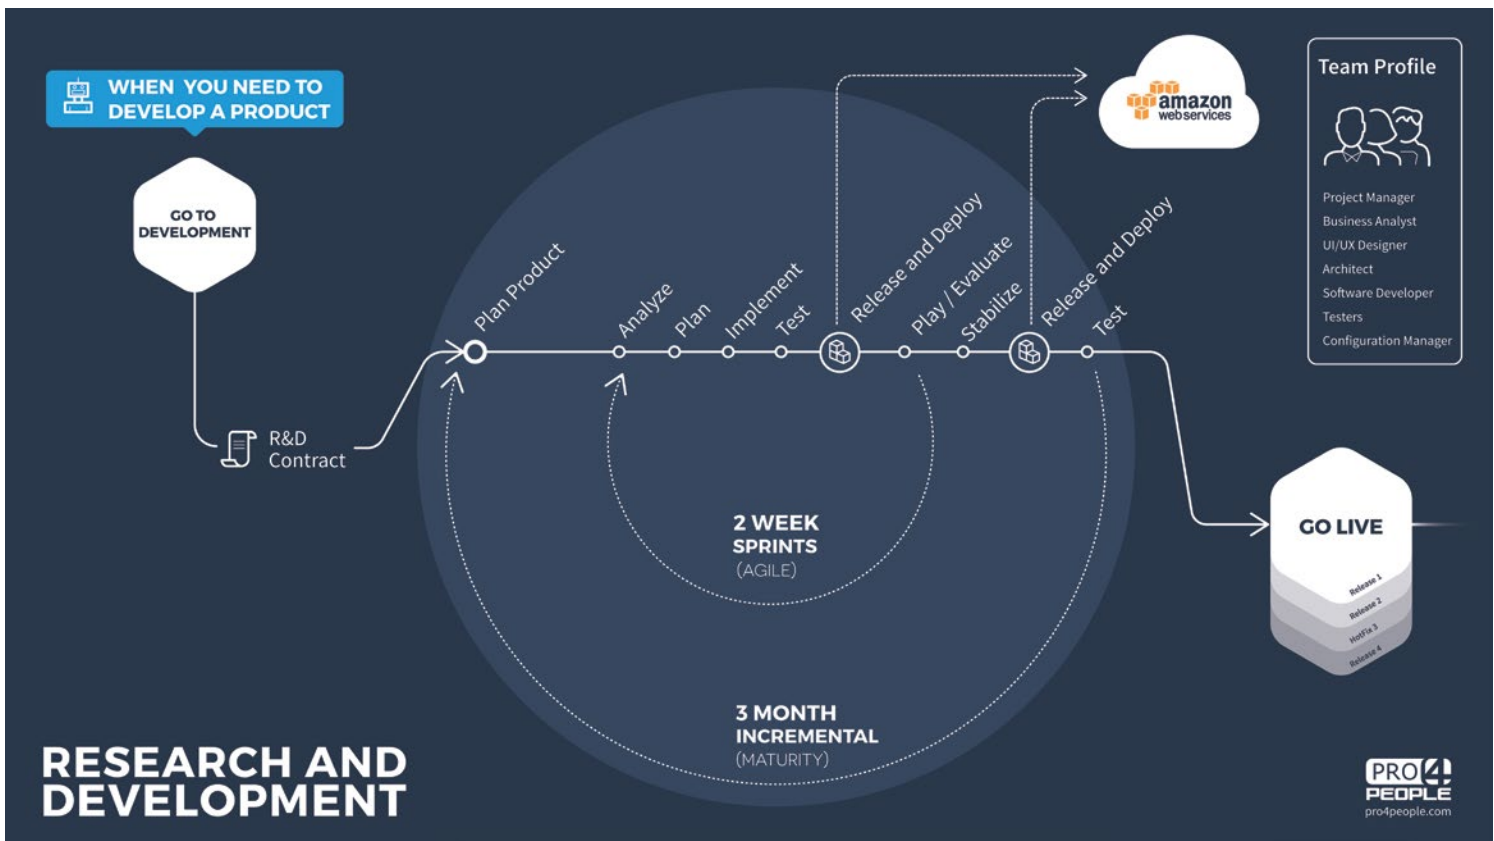 WHEN YOU NEED TO
DEVELOP A PRODUCT
GO TO
DEVELOPMENT
R&D
Contract
Plan Product
Analyze
Plan
Implement
Test
Release and Deploy
Play / Evaluate
Stabilize
Release and Deploy
Test
amazon
webservices
Team Profile
Project Manager
Business Analyst
UI/UX Designer
Architect
Software Developer
Testers
Configuration Manager
2 WEEK
SPRINTS
(AGILE)
3 MONTH
INCREMENTAL
(MATURITY)
GO LIVE
Release 1
Release 2
HotFix 3
Release 4
RESEARCH AND
DEVELOPMENT
PRO4
PEOPLE
pro4people.com